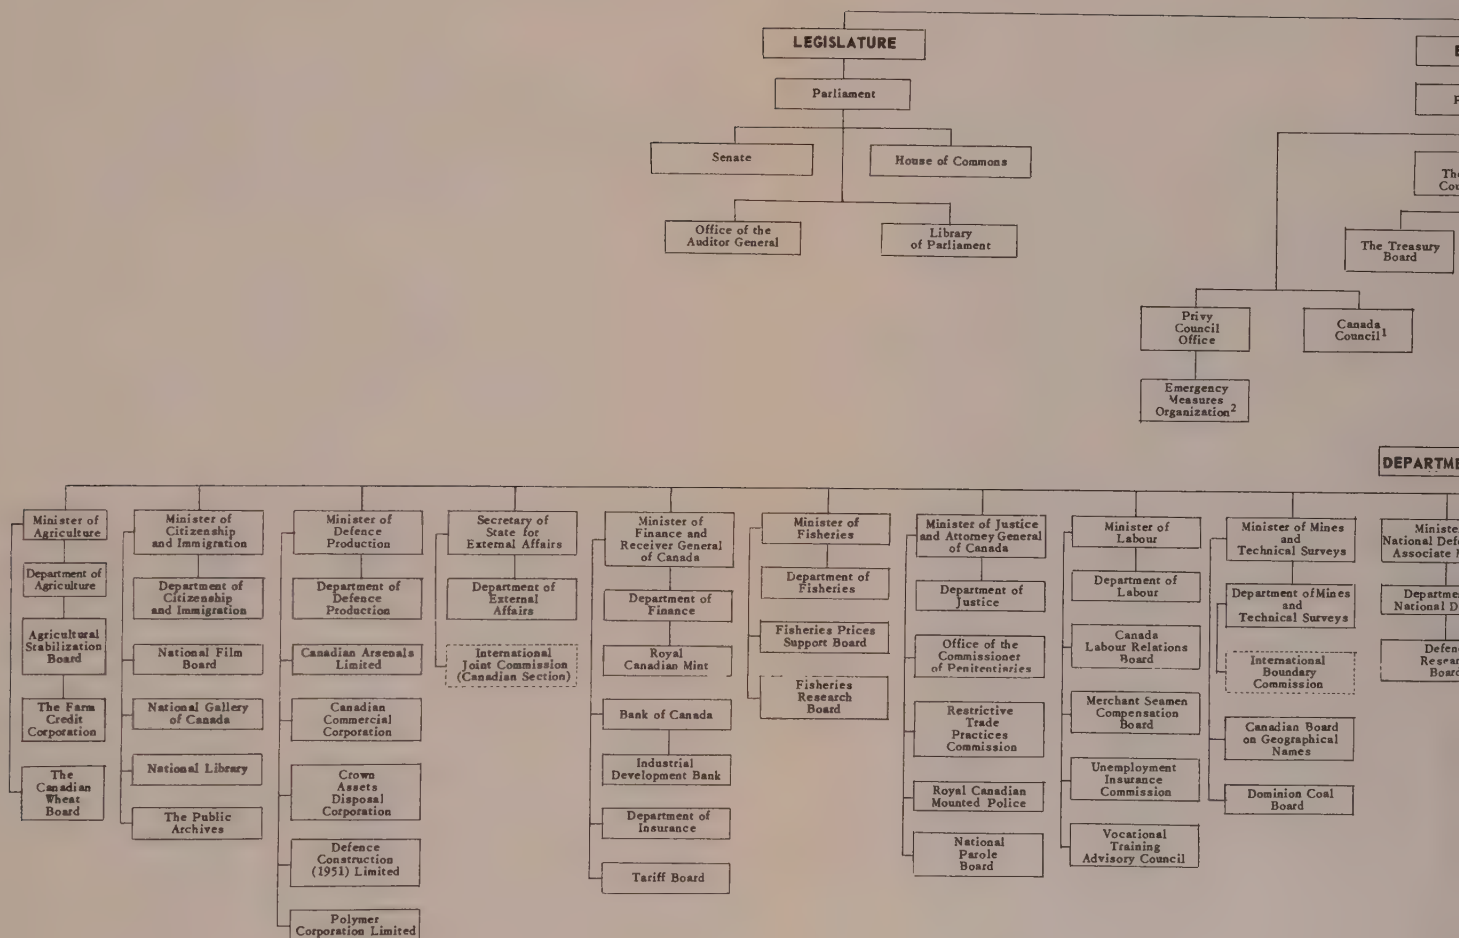 LEGISLATURE
Parliament
Senate
House of Commons
Office of the
Auditor General
Library
of Parliament
The Treasury
Board
Privy
Council
Office
Canada
Council¹
Emergency
Measures
Organization²
Minister of
Agriculture
Department of
Agriculture
Agricultural
Stabilization
Board
The Farm
Credit
Corporation
The
Canadian
Wheat
Board
Minister of
Citizenship
and Immigration
Department of
Citizenship
and Immigration
National Film
Board
National Gallery
of Canada
National Library
The Public
Archives
Minister of
Defence
Production
Department of
Defence
Production
Canadian Arsenals
Limited
Canadian
Commercial
Corporation
Crown
Assets
Disposal
Corporation
Defence
Construction
(1951) Limited
Polymer
Corporation Limited
Secretary of
State for
External Affairs
Department of
External
Affairs
International
Joint Commission
(Canadian Section)
Minister of
Finance and
Receiver General
of Canada
Department of
Finance
Royal
Canadian Mint
Bank of Canada
Industrial
Development Bank
Department of
Insurance
Tariff Board
Minister of
Fisheries
Department of
Fisheries
Fisheries Prices
Support Board
Fisheries
Research
Board
Minister of Justice
and Attorney General
of Canada
Department of
Justice
Office of the
Commissioner
of Penitentiaries
Restrictive
Trade
Practices
Commission
Royal Canadian
Mounted Police
National
Parole
Board
Minister of
Labour
Department of
Labour
Canada
Labour Relations
Board
Merchant Seamen
Compensation
Board
Unemployment
Insurance
Commission
Vocational
Training
Advisory Council
Minister of Mines
and
Technical Surveys
Department of Mines
and
Technical Surveys
International
Boundary
Commission
Canadian Board
on Geographical
Names
Dominion Coal
Board
National
Associate
National